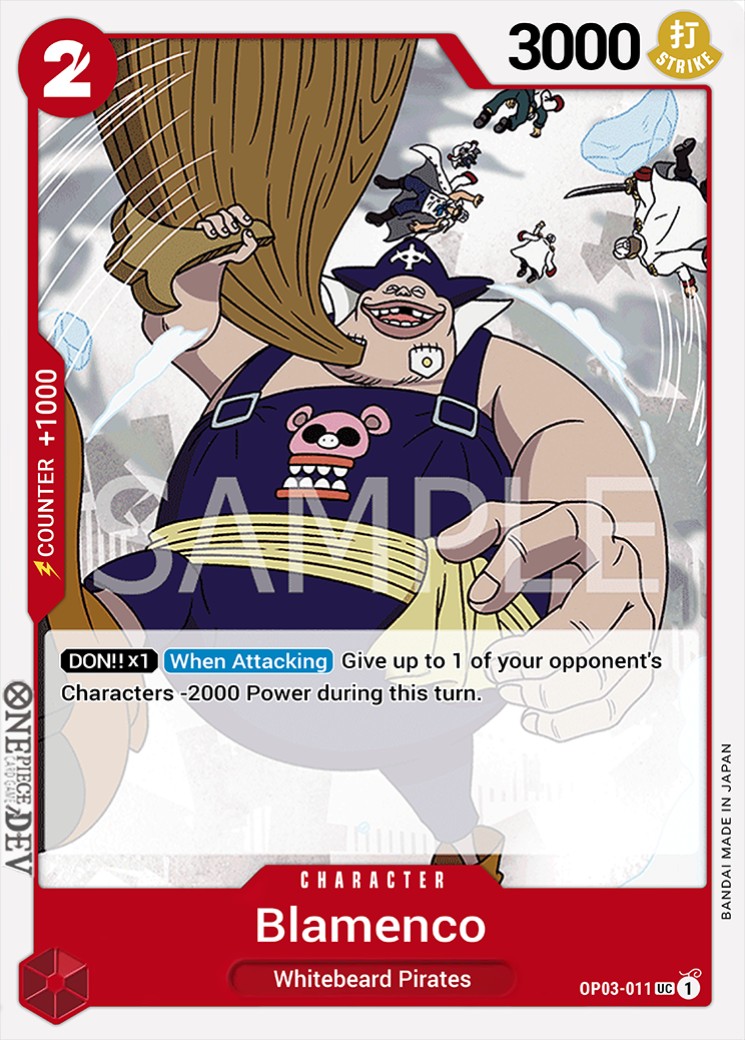 2
3000
打
STRIKE
COUNTER +1000
SAMPLE
DON!! x1 When Attacking Give up to 1 of your opponent's
Characters -2000 Power during this turn.
ONE PIECE
CARD GAME
.DEV
BANDAI MADE IN JAPAN
CHARACTER
Blamenco
Whitebeard Pirates
OP03-011 UC 1